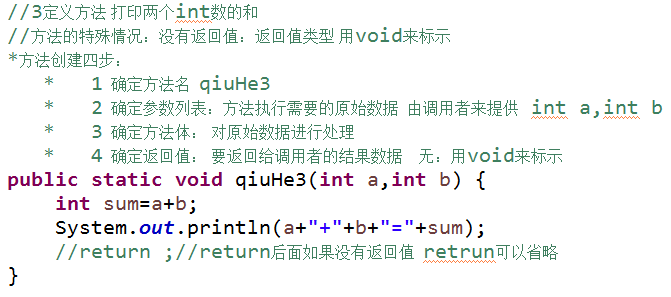 //3定义方法 打印两个int数的和
//方法的特殊情况：没有返回值：返回值类型 用void来标示
*方法创建四步：
*   1 确定方法名 qiuHe3
*   2 确定参数列表：方法执行需要的原始数据 由调用者来提供 int a,int b
*   3 确定方法体： 对原始数据进行处理
*   4 确定返回值： 要返回给调用者的结果数据  无：用void来标示
public static void qiuHe3(int a,int b) {
    int sum=a+b;
    System.out.println(a+"+"+b+"="+sum);
    //return ;//return后面如果没有返回值 retrun可以省略
}